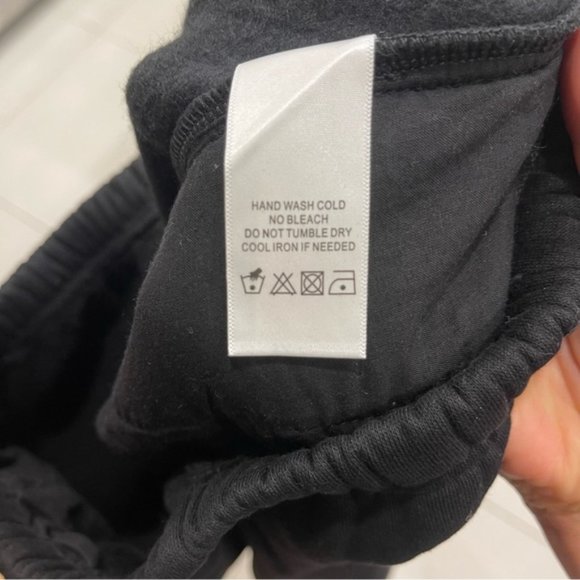 HAND WASH COLD
NO BLEACH
DO NOT TUMBLE DRY
COOL IRON IF NEEDED